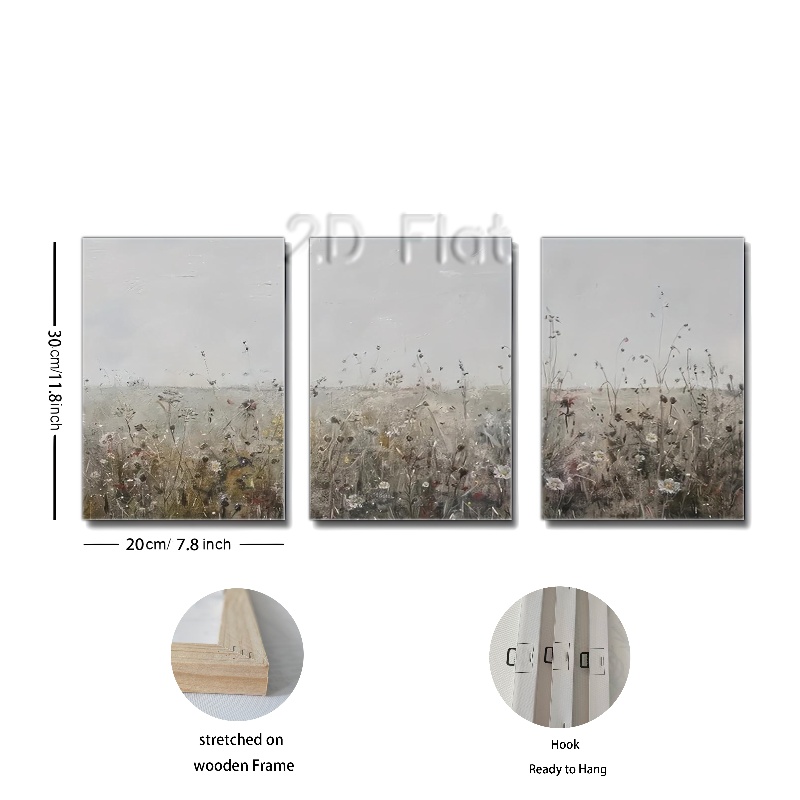 2D Flat
30cm/11.8inch
20cm/ 7.8 inch
stretched on
wooden Frame
Hook
Ready to Hang